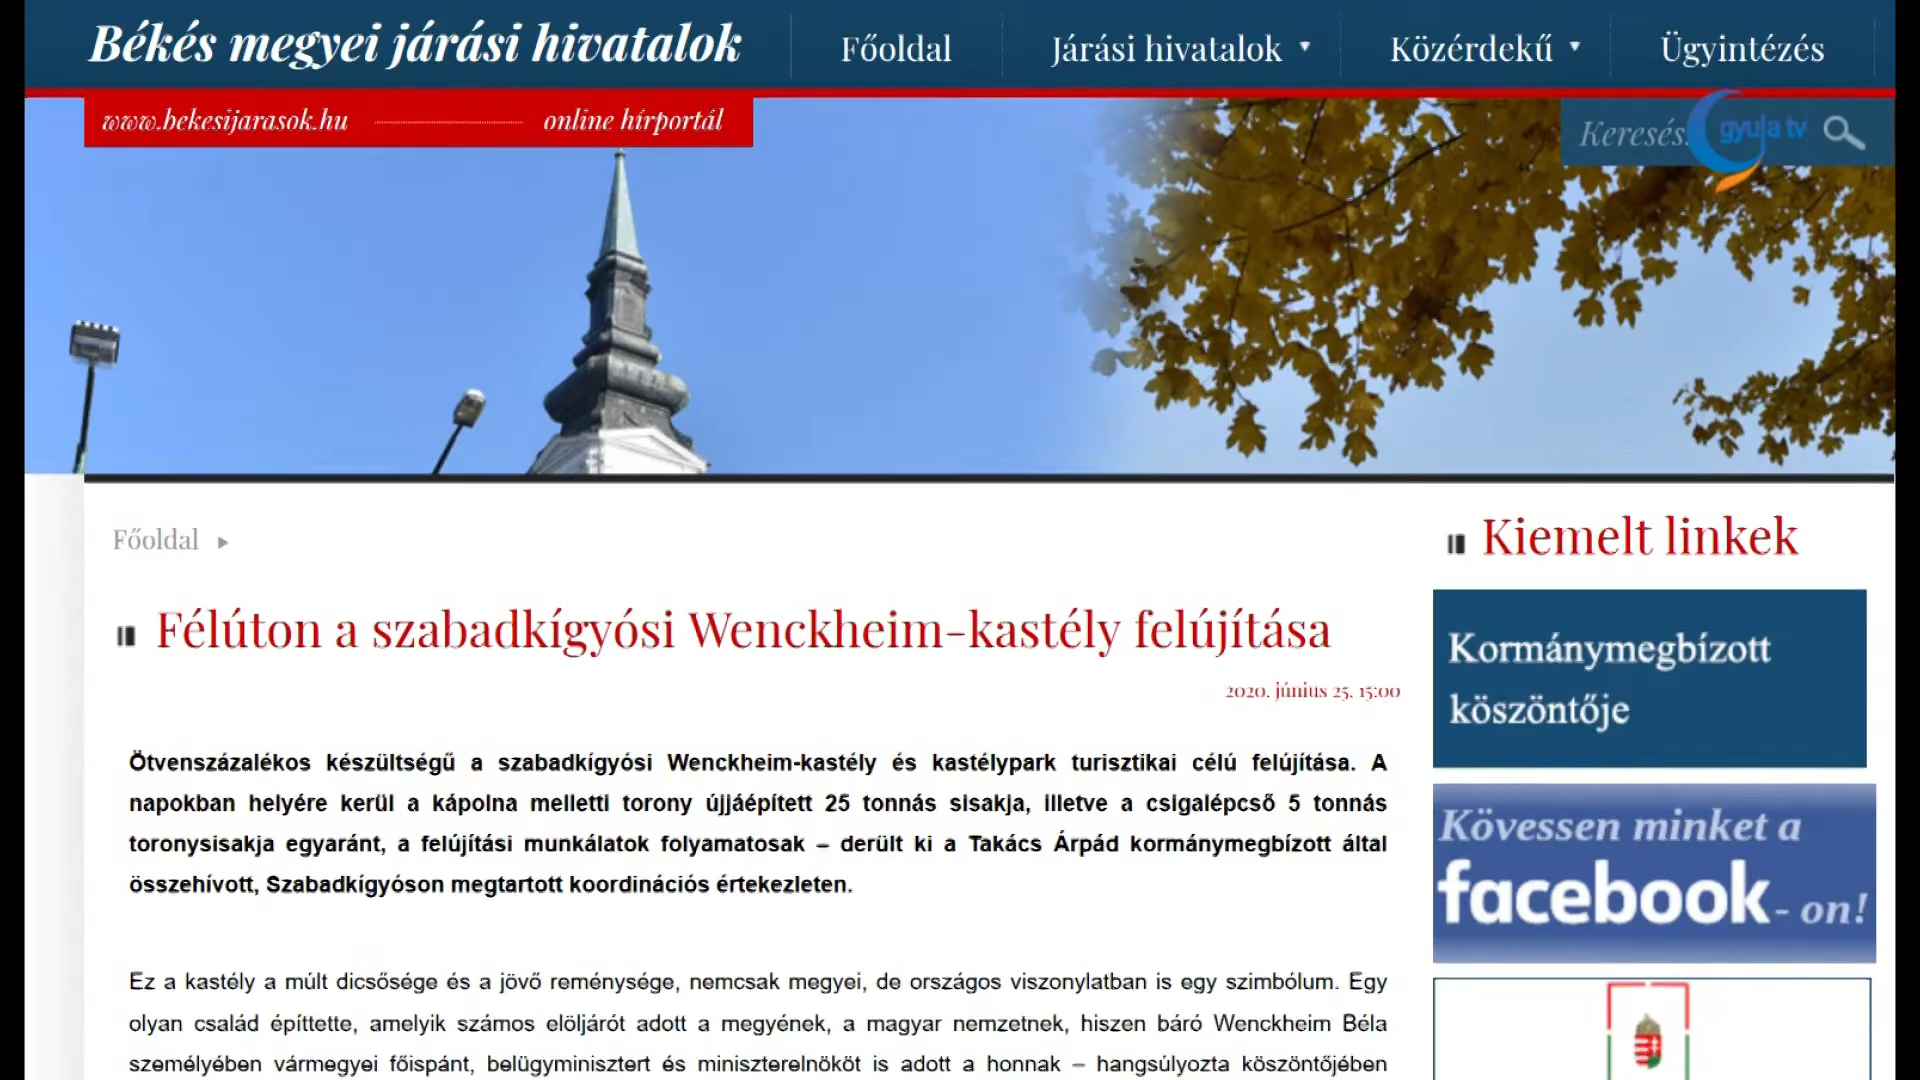 Békés megyei járási hivatalok
Főoldal
Járási hivatalok
Közérdekű
Ügyintézés
www.bekesijarasok.hu
online hírportál
Keresés
gyula tv
Főoldal
Félúton a szabadkígyósi Wenckheim-kastély felújítása
2020. június 25. 15:00
Ötvenszázalékos készültségű a szabadkígyósi Wenckheim-kastély és kastélypark turisztikai célú felújítása. A
napokban helyére kerül a kápolna melletti torony újjáépített 25 tonnás sisakja, illetve a csigalépcső 5 tonnás
toronysisakja egyaránt, a felújítási munkálatok folyamatosak – derült ki a Takács Árpád kormánymegbízott által
összehívott, Szabadkígyóson megtartott koordinációs értekezleten.
Ez a kastély a múlt dicsősége és a jövő reménysége, nemcsak megyei, de országos viszonylatban is egy szimbólum. Egy
olyan család építtette, amelyik számos elöljárót adott a megyének, a magyar nemzetnek, hiszen báró Wenckheim Béla
személyében vármegyei főispánt, belügyminisztert és miniszterelnököt is adott a honnak – hangsúlyozta köszöntőjében
Kiemelt linkek
Kormánymegbízott
köszöntője
Kövessen minket a
facebook - on!